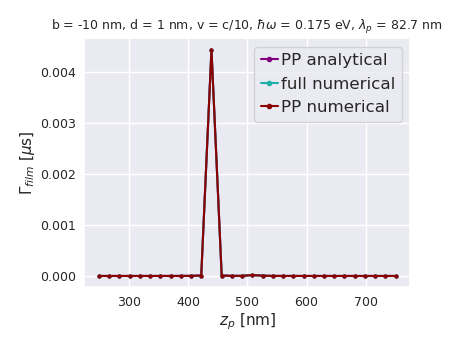 b = -10 nm, d = 1 nm, v = c/10, ℏω = 0.175 eV, λp = 82.7 nm
PP analytical
full numerical
PP numerical
0.004
0.003
0.002
0.001
0.000
Γfilm [μs]
300 400 500 600 700
zp [nm]